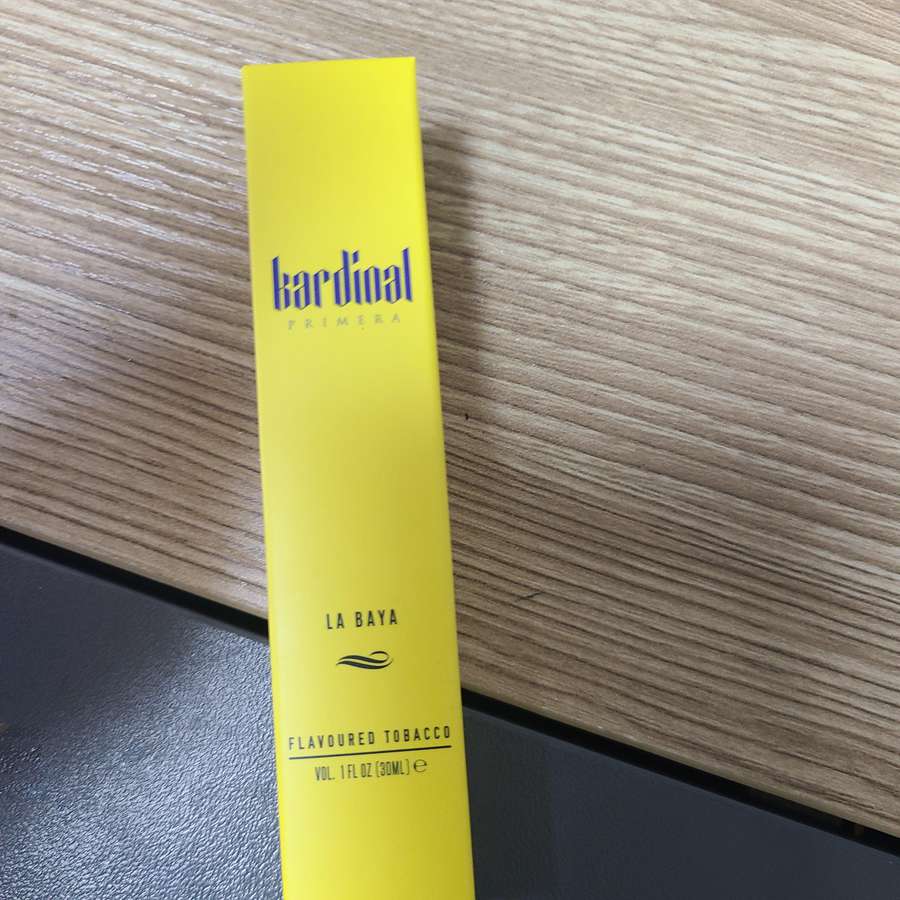 kardinal
PRIMERA
LA BAYA
FLAVOURED TOBACCO
VOL. 1 FL OZ (30ML) ℮